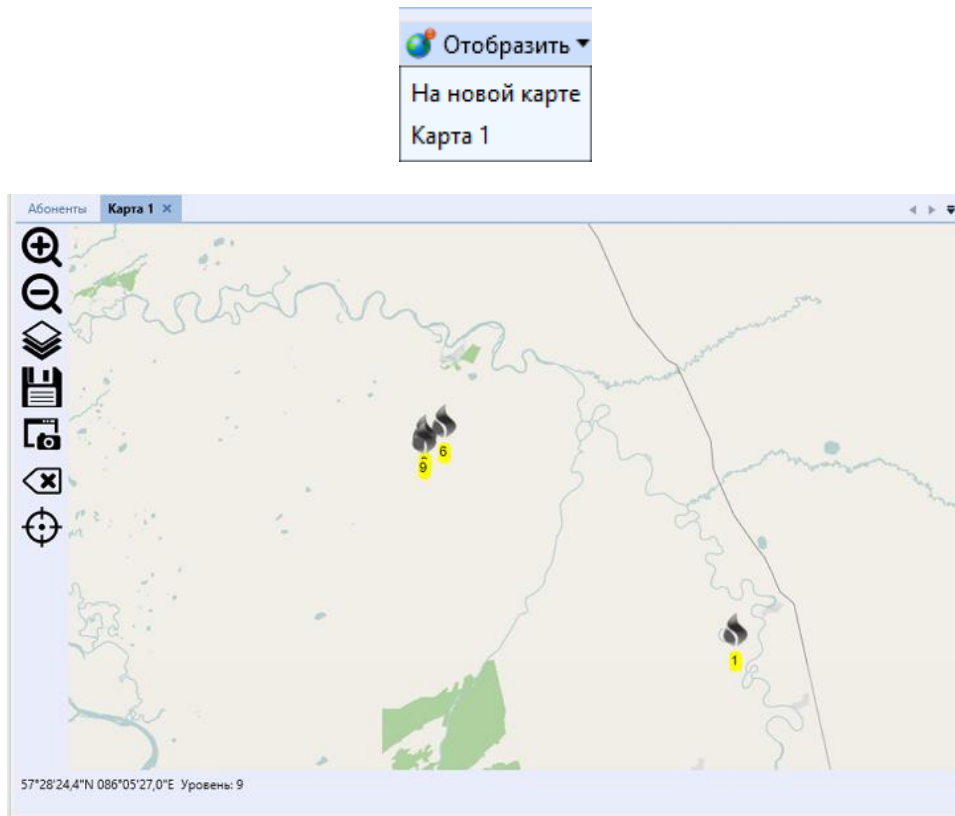 Отобразить
На новой карте
Карта 1
Абоненты Карта 1
6
9
1
57°28'24,4"N 086°05'27,0"E Уровень: 9